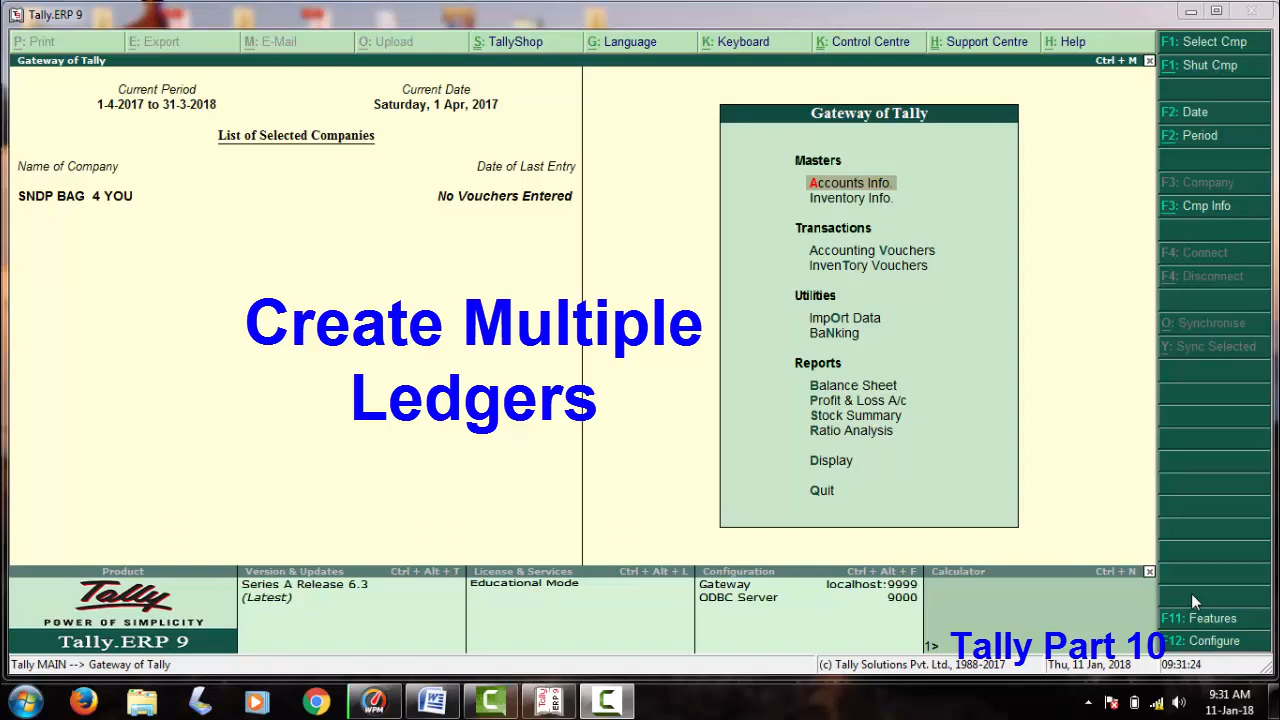 Tally.ERP 9
P: Print E: Export M: E-Mail O: Upload S: TallyShop G: Language K: Keyboard K: Control Centre H: Support Centre H: Help
Gateway of Tally Ctrl + M
Current Period Current Date
1-4-2017 to 31-3-2018 Saturday, 1 Apr, 2017
List of Selected Companies
Name of Company Date of Last Entry
SNDP BAG 4 YOU No Vouchers Entered
Gateway of Tally
Masters
Accounts Info.
Inventory Info.
Transactions
Accounting Vouchers
InvenTory Vouchers
Utilities
ImpOrt Data
BaNking
Reports
Balance Sheet
Profit & Loss A/c
Stock Summary
Ratio Analysis
Display
Quit
Create Multiple
Ledgers
F1: Select Cmp
F1: Shut Cmp
F2: Date
F2: Period
F3: Company
F3: Cmp Info
F4: Connect
F4: Disconnect
O: Synchronise
Y: Sync Selected
F11: Features
F12: Configure
Product
Tally
POWER OF SIMPLICITY
Tally.ERP 9
Version & Updates Ctrl + Alt + T
Series A Release 6.3
(Latest)
License & Services Ctrl + Alt + L
Educational Mode
Configuration Ctrl + Alt + F
Gateway localhost:9999
ODBC Server 9000
Calculator Ctrl + N
1>
Tally Part 10
Tally MAIN --> Gateway of Tally (c) Tally Solutions Pvt. Ltd., 1988-2017 Thu, 11 Jan, 2018 09:31:24
WPM
9:31 AM
11-Jan-18